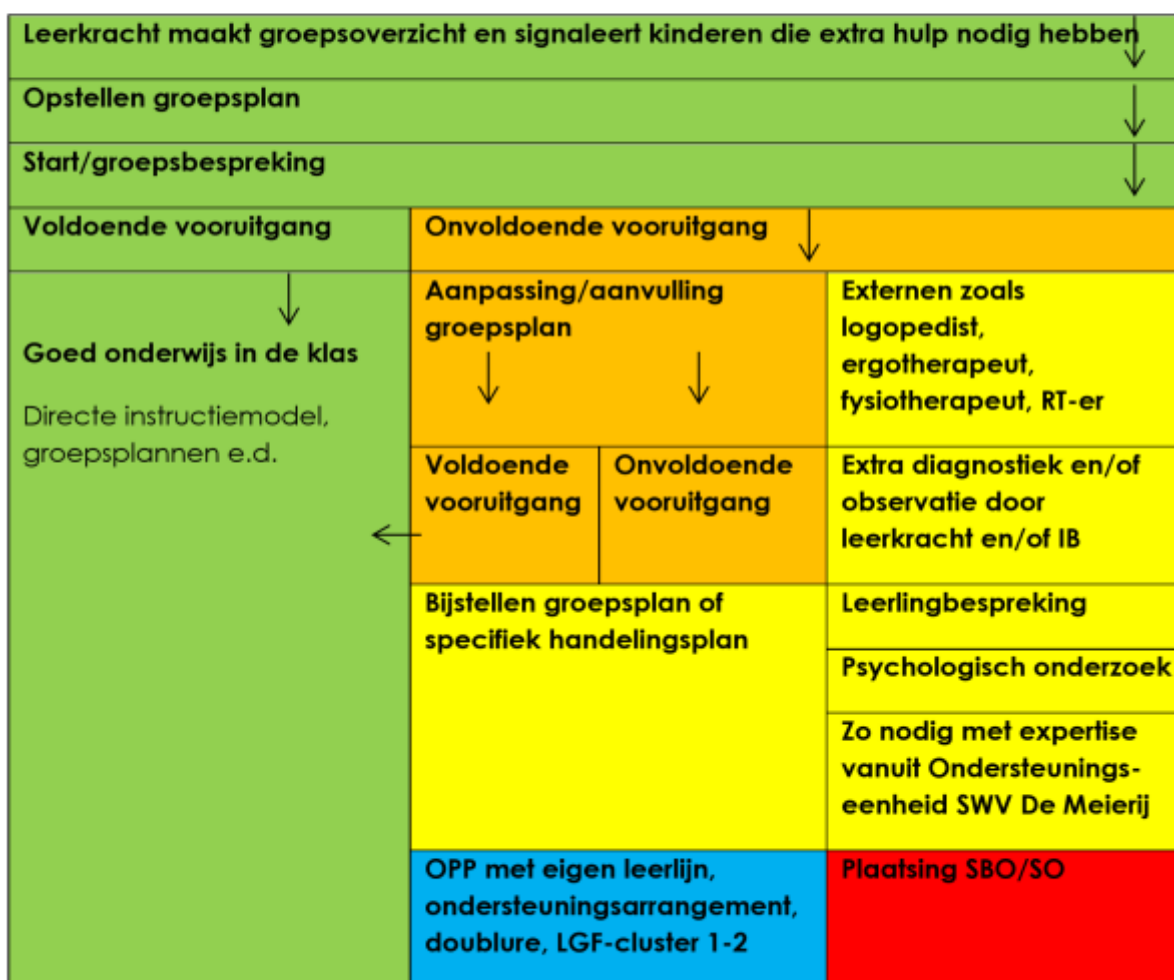 Leerkracht maakt groepsoverzicht en signaleert kinderen die extra hulp nodig hebben
Opstellen groepsplan
Start/groepsbespreking
Voldoende vooruitgang
Onvoldoende vooruitgang
Goed onderwijs in de klas
Directe instructiemodel,
groepsplannen e.d.
Aanpassing/aanvulling
groepsplan
Externen zoals
logopedist,
ergotherapeut,
fysiotherapeut, RT-er
Voldoende
vooruitgang
Onvoldoende
vooruitgang
Extra diagnostiek en/of
observatie door
leerkracht en/of IB
Bijstellen groepsplan of
specifiek handelingsplan
Leerlingbespreking
Psychologisch onderzoek
Zo nodig met expertise
vanuit Ondersteunings-
eenheid SWV De Meierij
OPP met eigen leerlijn,
ondersteuningsarrangement,
doublure, LGF-cluster 1-2
Plaatsing SBO/SO